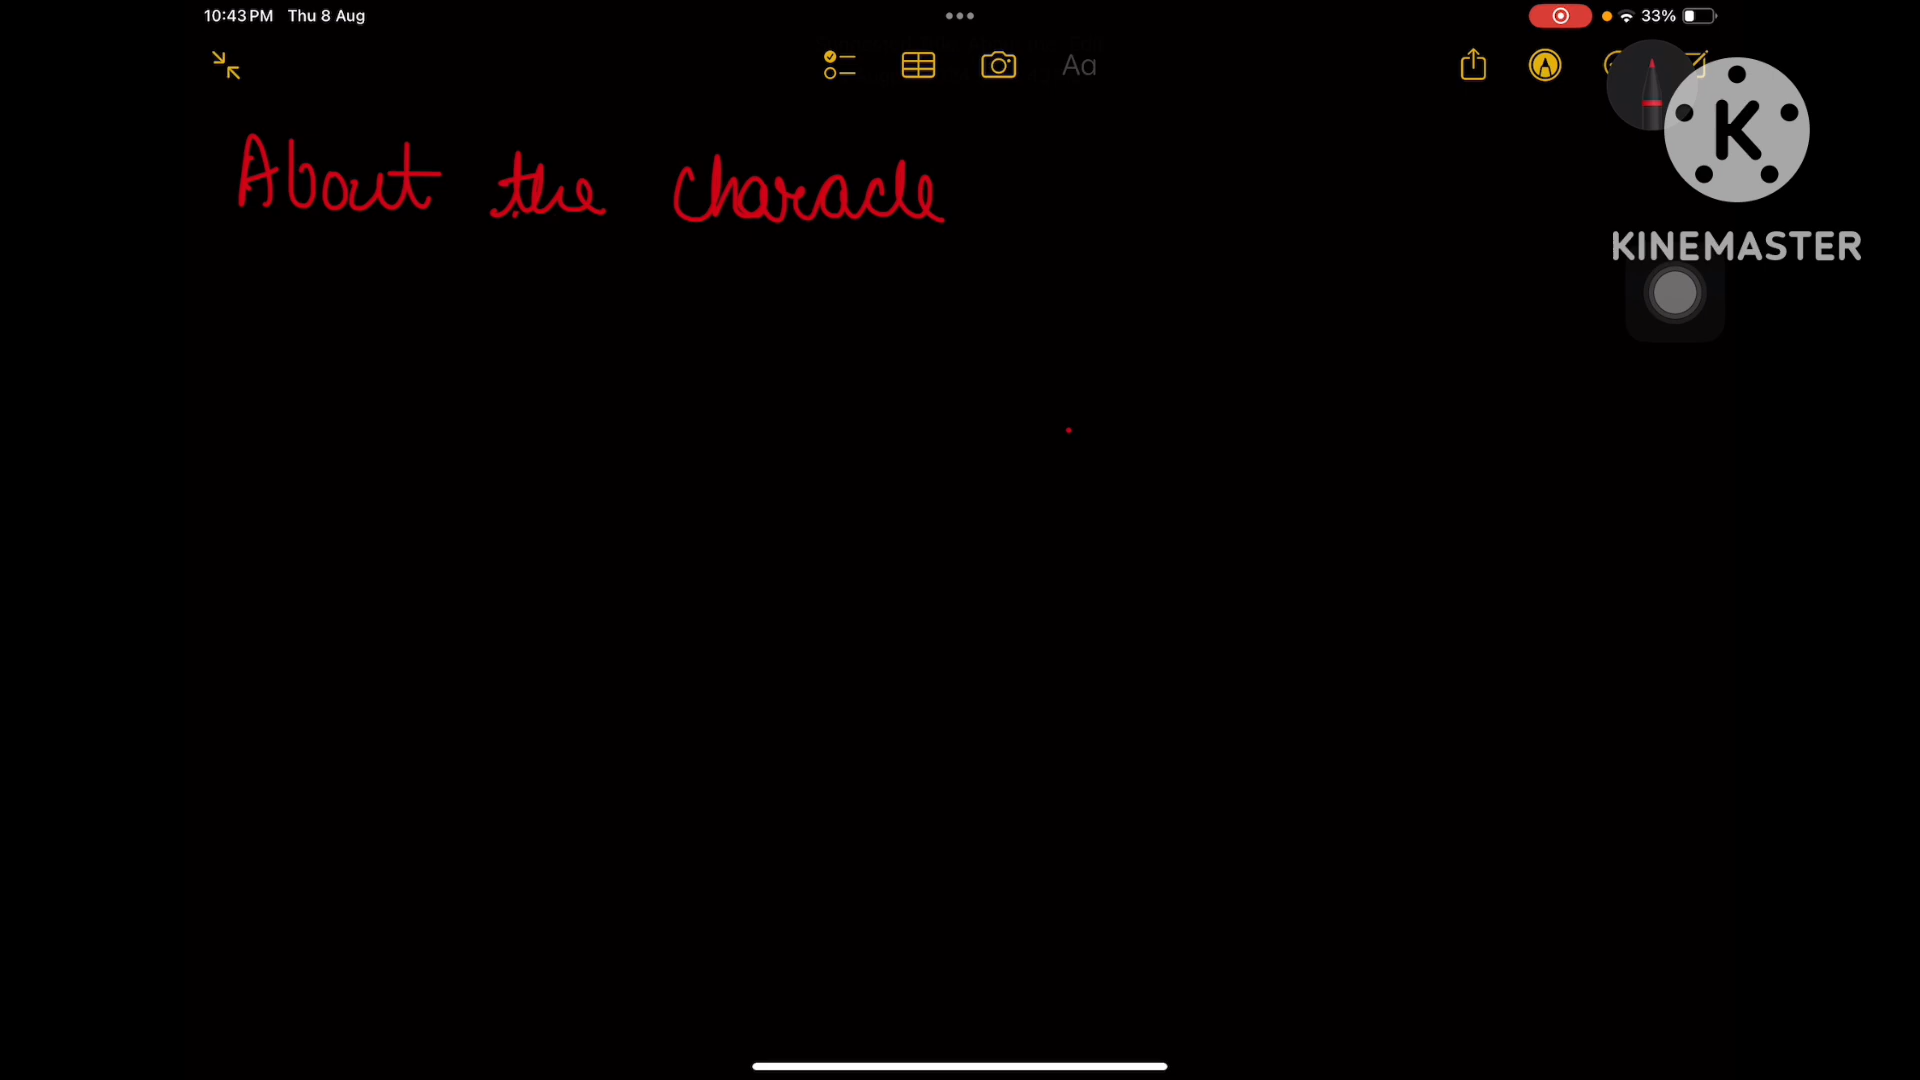 10:43 PM Thu 8 Aug
33%
Aa
K
KINEMASTER
About the characte